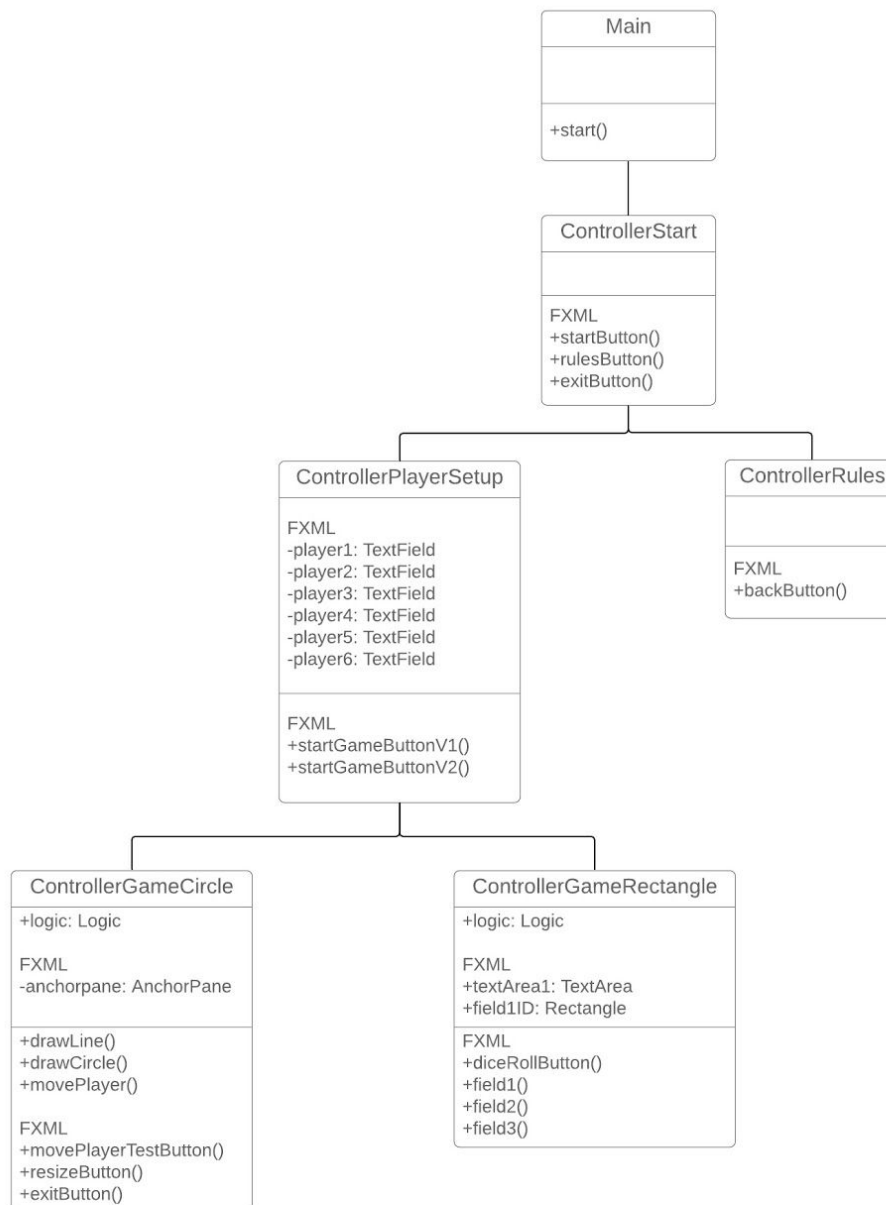 Main
+start()
ControllerStart
FXML
+startButton()
+rulesButton()
+exitButton()
ControllerPlayerSetup
FXML
-player1: TextField
-player2: TextField
-player3: TextField
-player4: TextField
-player5: TextField
-player6: TextField
FXML
+startGameButtonV1()
+startGameButtonV2()
ControllerRules
FXML
+backButton()
ControllerGameCircle
+logic: Logic
FXML
-anchorpane: AnchorPane
+drawLine()
+drawCircle()
+movePlayer()
FXML
+movePlayerTestButton()
+resizeButton()
+exitButton()
ControllerGameRectangle
+logic: Logic
FXML
+textArea1: TextArea
+field1ID: Rectangle
FXML
+diceRollButton()
+field1()
+field2()
+field3()